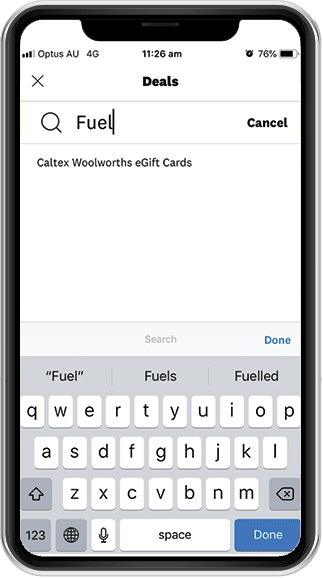 Optus AU 4G 11:26 am 76%
Deals
Fuel Cancel
Caltex Woolworths eGift Cards
Search Done
“Fuel” Fuels Fuelled
q w e r t y u i o p
a s d f g h j k l
z x c v b n m
123 space Done